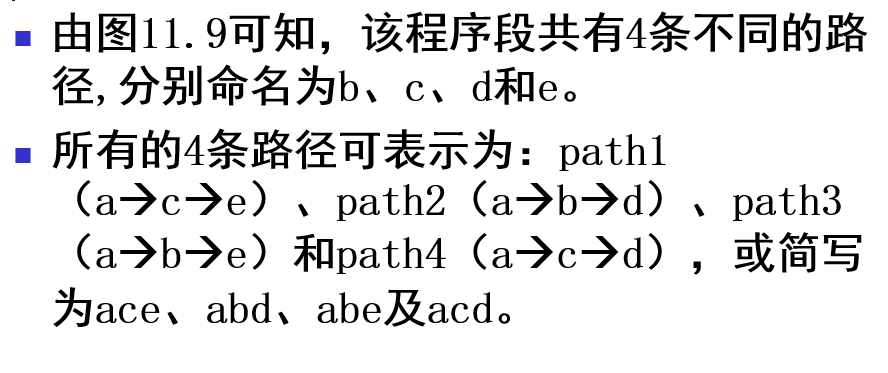 由图11.9可知，该程序段共有4条不同的路
径,分别命名为b、c、d和e。
所有的4条路径可表示为：path1
（a→c→e）、path2（a→b→d）、path3
（a→b→e）和path4（a→c→d），或简写
为ace、abd、abe及acd。